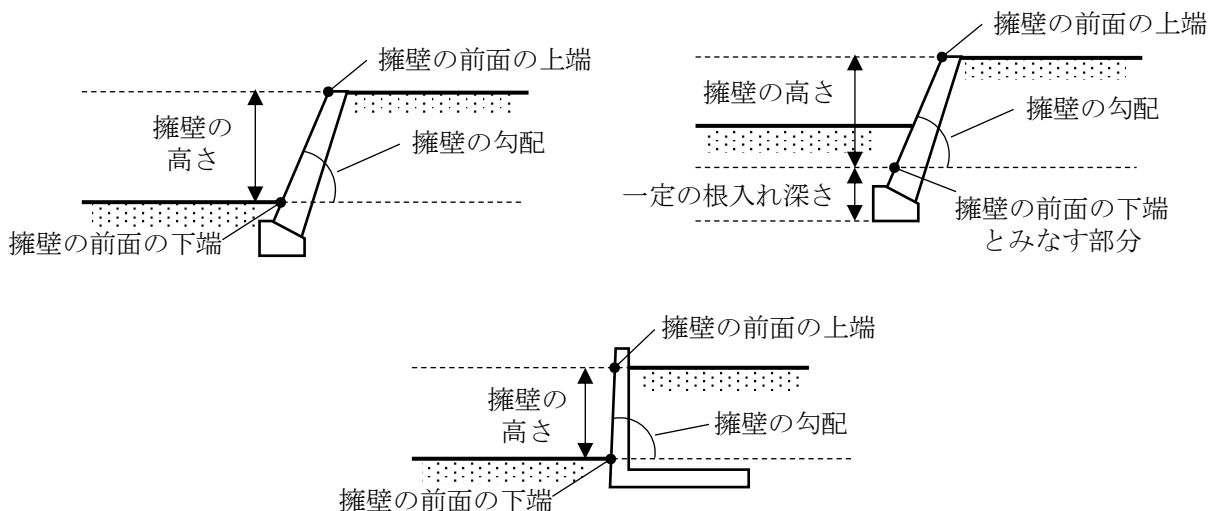 擁壁の前面の上端
擁壁の
高さ
擁壁の勾配
擁壁の前面の下端
擁壁の前面の上端
擁壁の高さ
擁壁の勾配
一定の根入れ深さ
擁壁の前面の下端
とみなす部分
擁壁の前面の上端
擁壁の
高さ
擁壁の勾配
擁壁の前面の下端